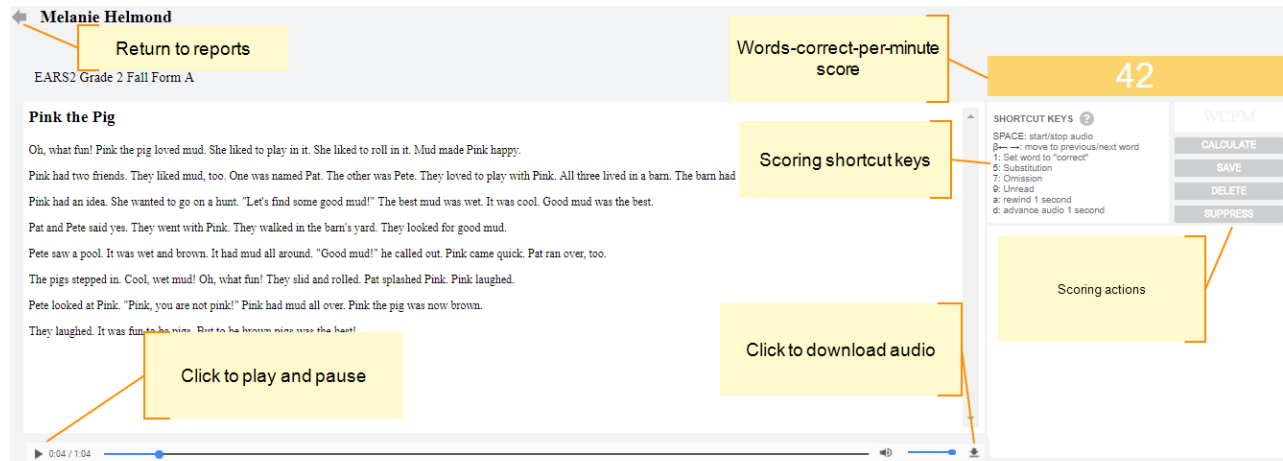 Melanie Helmond
Return to reports
EARS2 Grade 2 Fall Form A
Words-correct-per-minute
score
42
Pink the Pig
Oh, what fun! Pink the pig loved mud. She liked to play in it. She liked to roll in it. Mud made Pink happy.
Pink had two friends. They liked mud, too. One was named Pat. The other was Pete. They loved to play with Pink. All three lived in a barn. The barn had
Pink had an idea. She wanted to go on a hunt. "Let's find some good mud!" The best mud was wet. It was cool. Good mud was the best.
Pat and Pete said yes. They went with Pink. They walked in the barn's yard. They looked for good mud.
Pete saw a pool. It was wet and brown. It had mud all around. "Good mud!" he called out. Pink came quick. Pat ran over, too.
The pigs stepped in. Cool, wet mud! Oh, what fun! They slid and rolled. Pat splashed Pink. Pink laughed.
Pete looked at Pink. "Pink, you are not pink!" Pink had mud all over. Pink the pig was now brown.
They laughed. It was fun to be pigs. But to be brown pigs was the best!
Scoring shortcut keys
SHORTCUT KEYS ?
SPACE: start/stop audio
β←→: move to previous/next word
1: Set word to "correct"
5: Substitution
7: Omission
9: Unread
a: rewind 1 second
d: advance audio 1 second
WCPM
CALCULATE
SAVE
DELETE
SUPPRESS
Scoring actions
Click to download audio
Click to play and pause
0:04 / 1:04